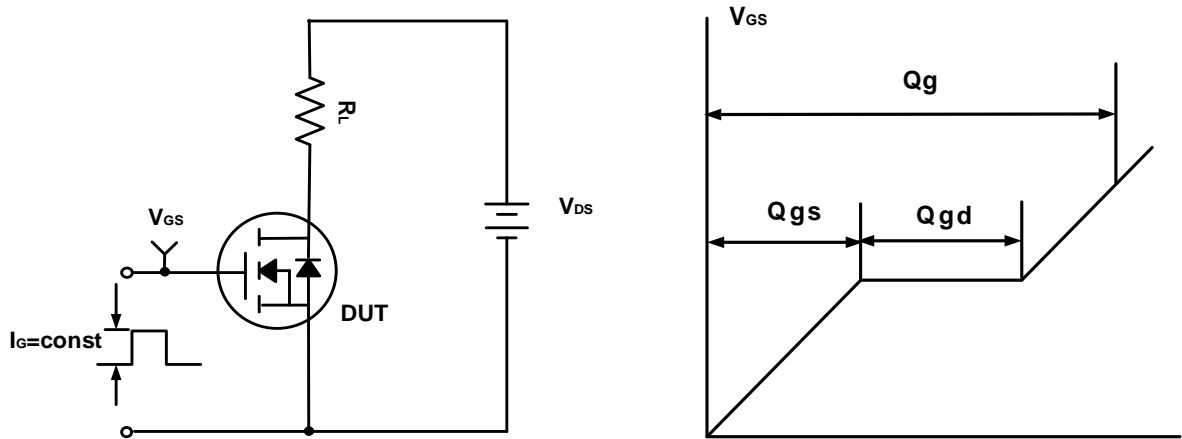 RL
VGS
VDS
DUT
IG=const
VGS
Qg
Qgs
Qgd